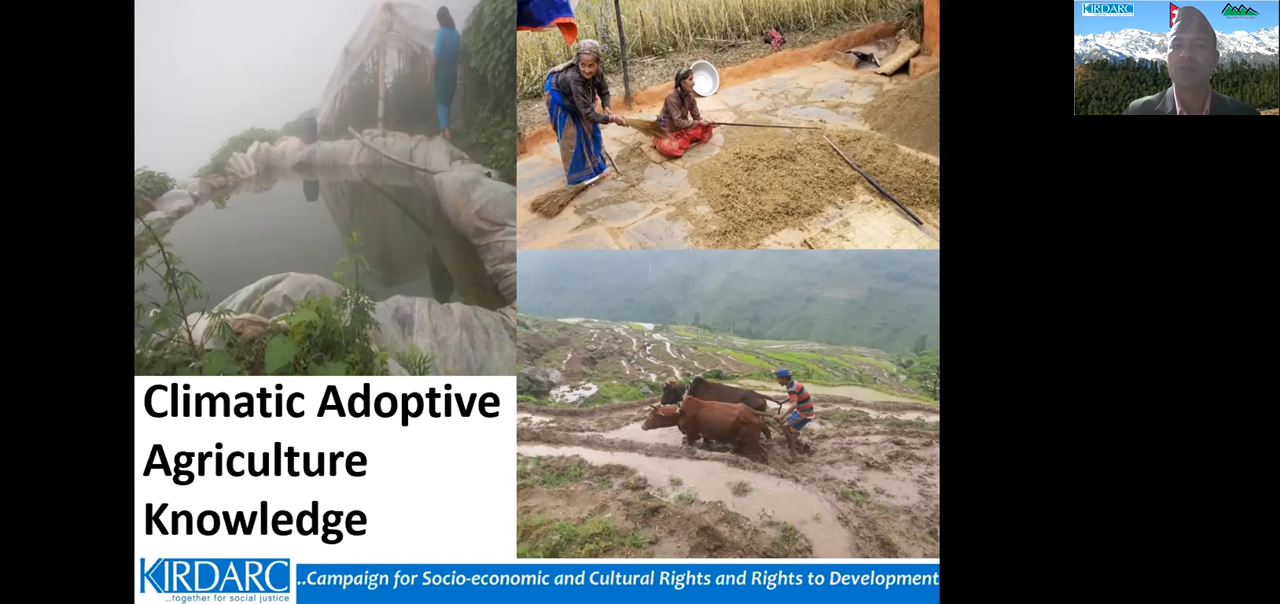 Climatic Adoptive
Agriculture
Knowledge
KIRDARC
...together for social justice
..Campaign for Socio-economic and Cultural Rights and Rights to Development
KIRDARC